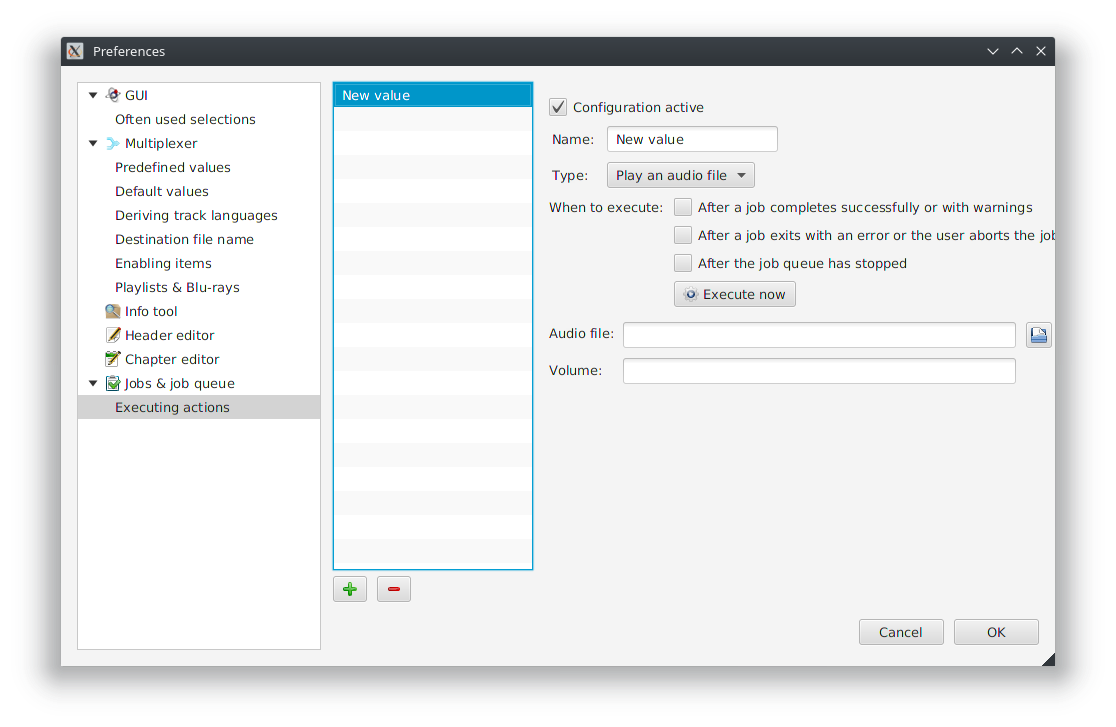 Preferences
GUI
Often used selections
Multiplexer
Predefined values
Default values
Deriving track languages
Destination file name
Enabling items
Playlists & Blu-rays
Info tool
Header editor
Chapter editor
Jobs & job queue
Executing actions
New value
Configuration active
Name: New value
Type: Play an audio file
When to execute: After a job completes successfully or with warnings
After a job exits with an error or the user aborts the job
After the job queue has stopped
Execute now
Audio file:
Volume:
Cancel OK